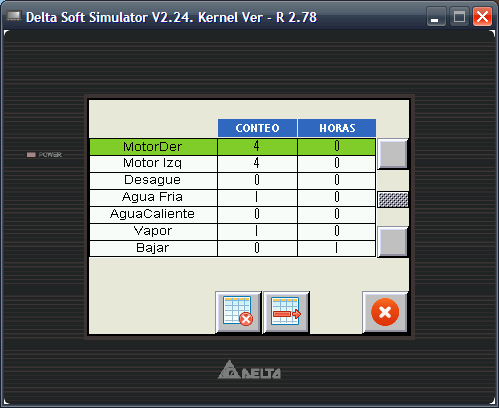 Delta Soft Simulator V2.24. Kernel Ver - R 2.78
CONTEO HORAS
POWER
MotorDer 4 0
Motor Izq 4 0
Desague 0 0
Agua Fria 1 0
AguaCaliente 0 0
Vapor 1 0
Bajar 0 1
DELTA